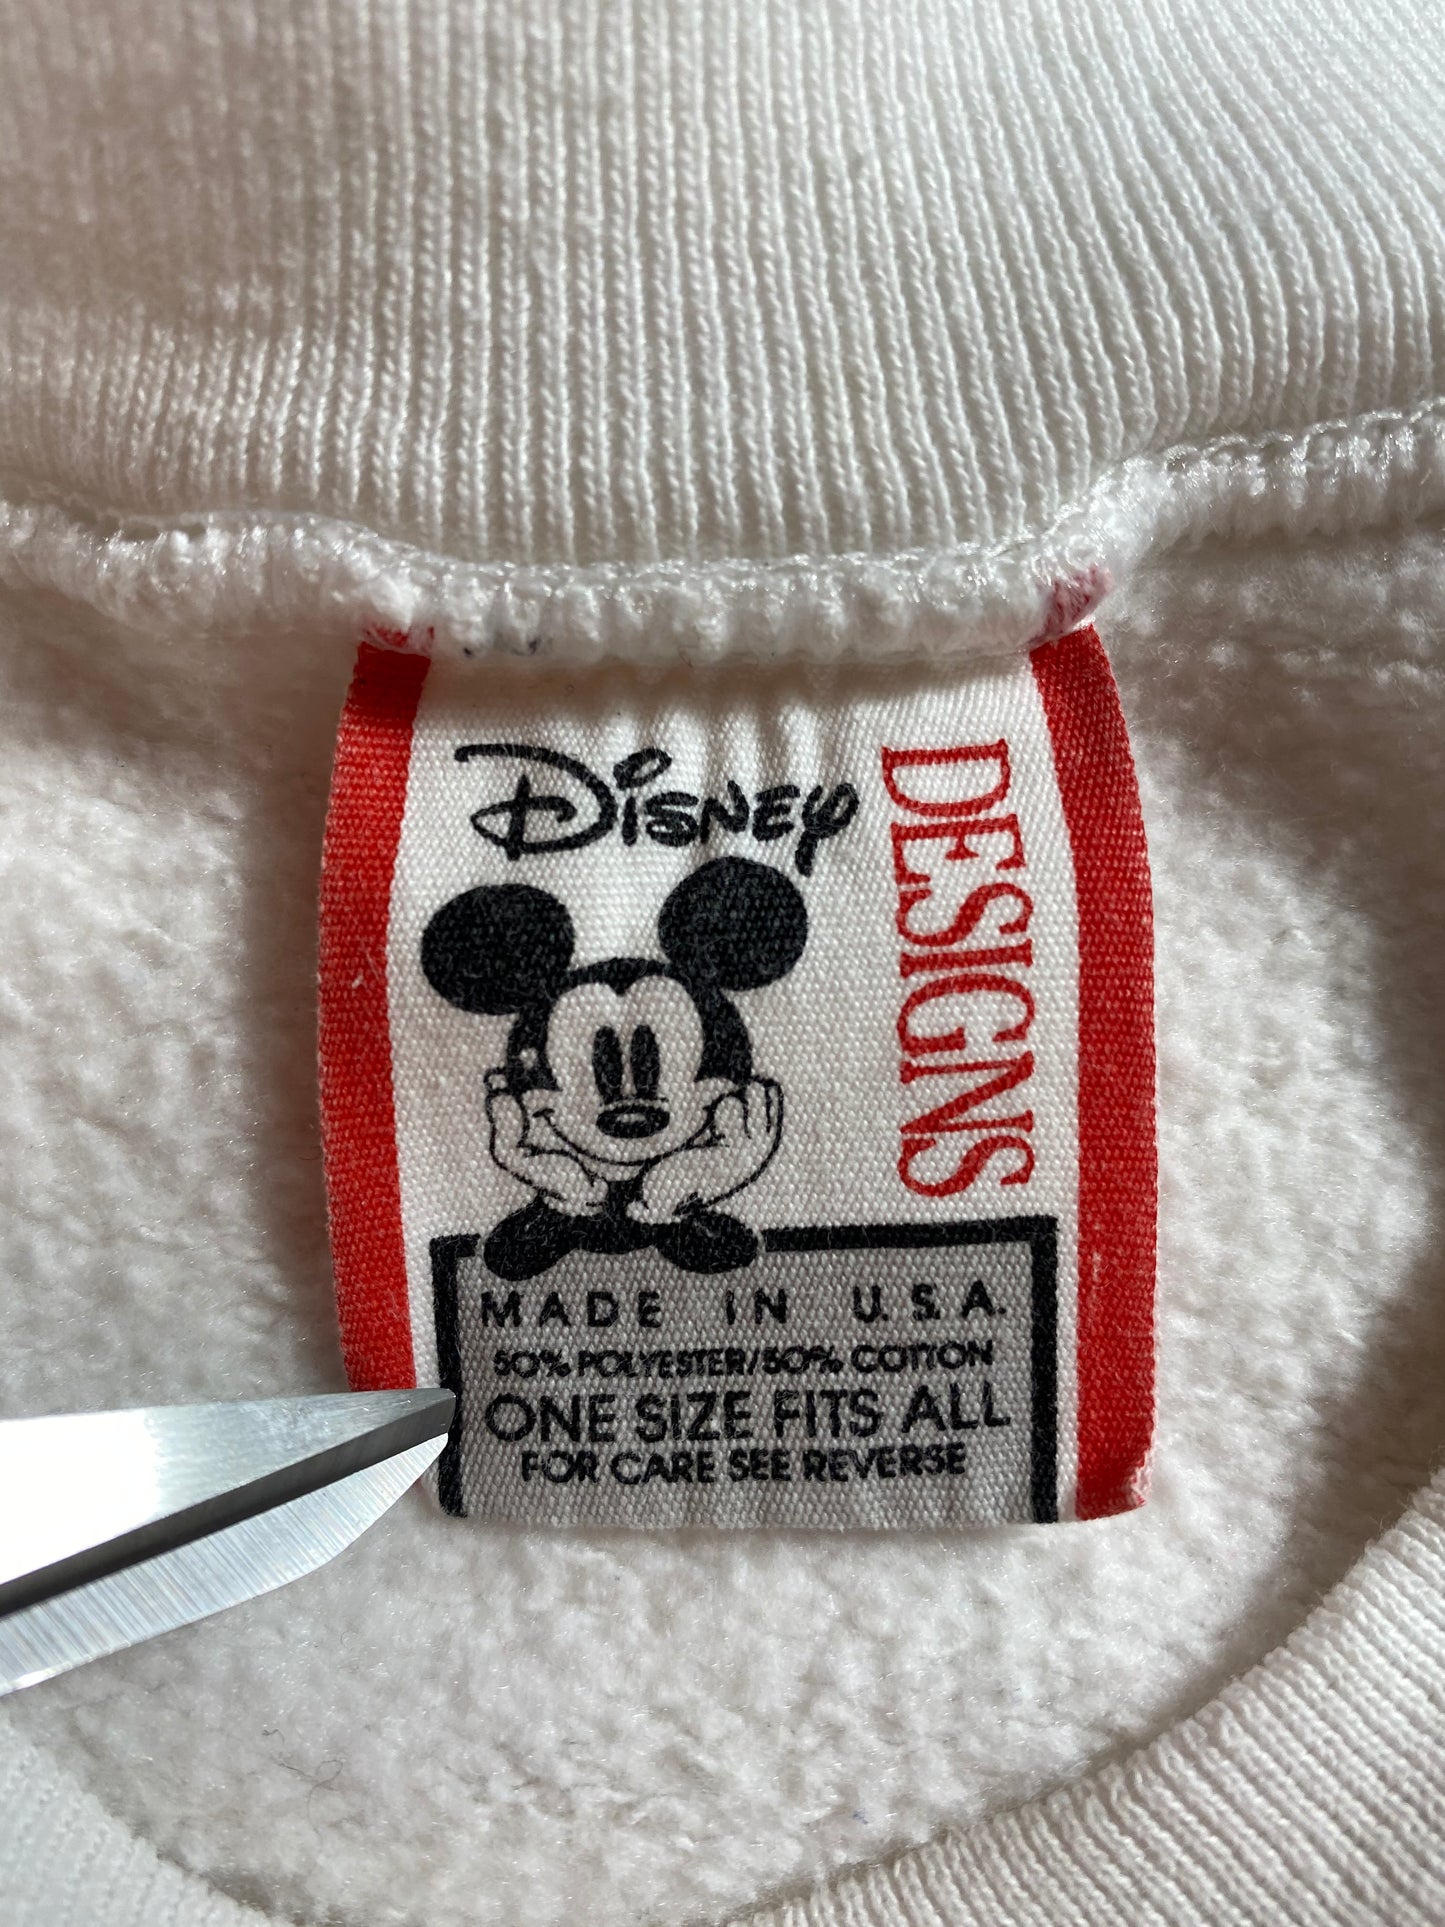 Disney
DESIGNS
MADE IN U.S.A.
50% POLYESTER/50% COTTON
ONE SIZE FITS ALL
FOR CARE SEE REVERSE